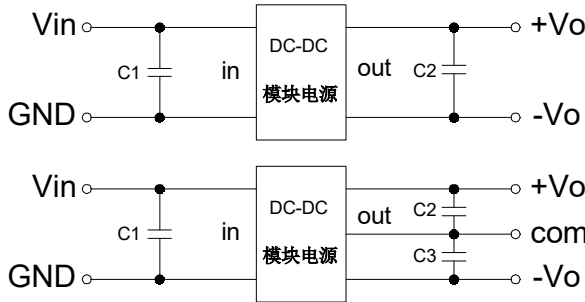 Vin
DC-DC
+Vo
C1
in
out
C2
模块电源
GND
-Vo
Vin
DC-DC
+Vo
out
C2
C1
in
com
模块电源
C3
GND
-Vo